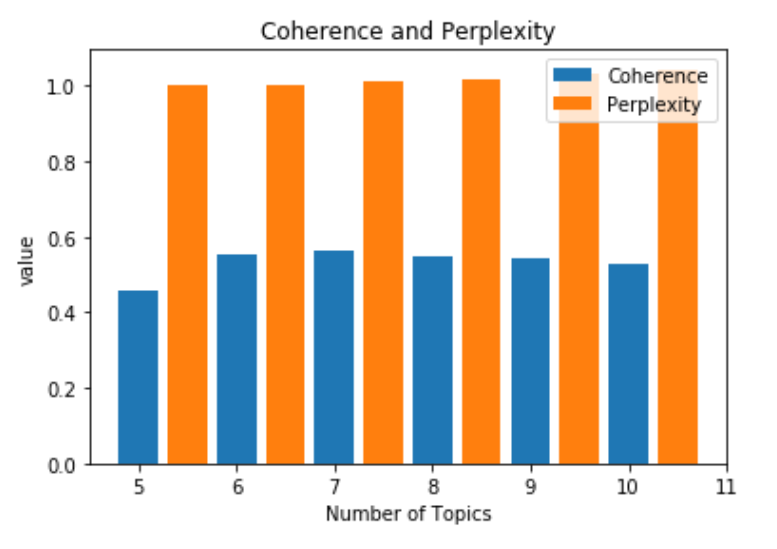 Coherence and Perplexity
Coherence
Perplexity
1.0
0.8
0.6
0.4
0.2
0.0
value
5 6 7 8 9 10 11
Number of Topics